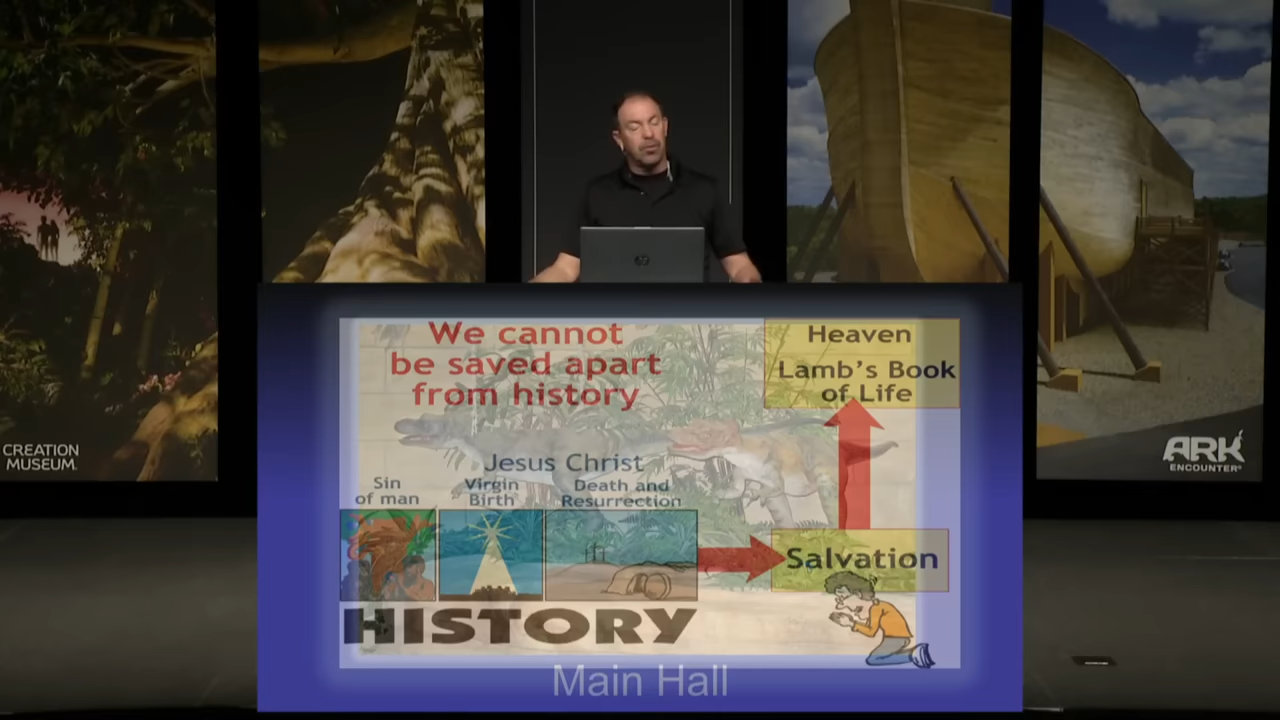 We cannot
be saved apart
from history
Heaven
Lamb's Book
of Life
Jesus Christ
Sin
of man
Virgin
Birth
Death and
Resurrection
Salvation
HISTORY
Main Hall
CREATION
MUSEUM
ARK
ENCOUNTER